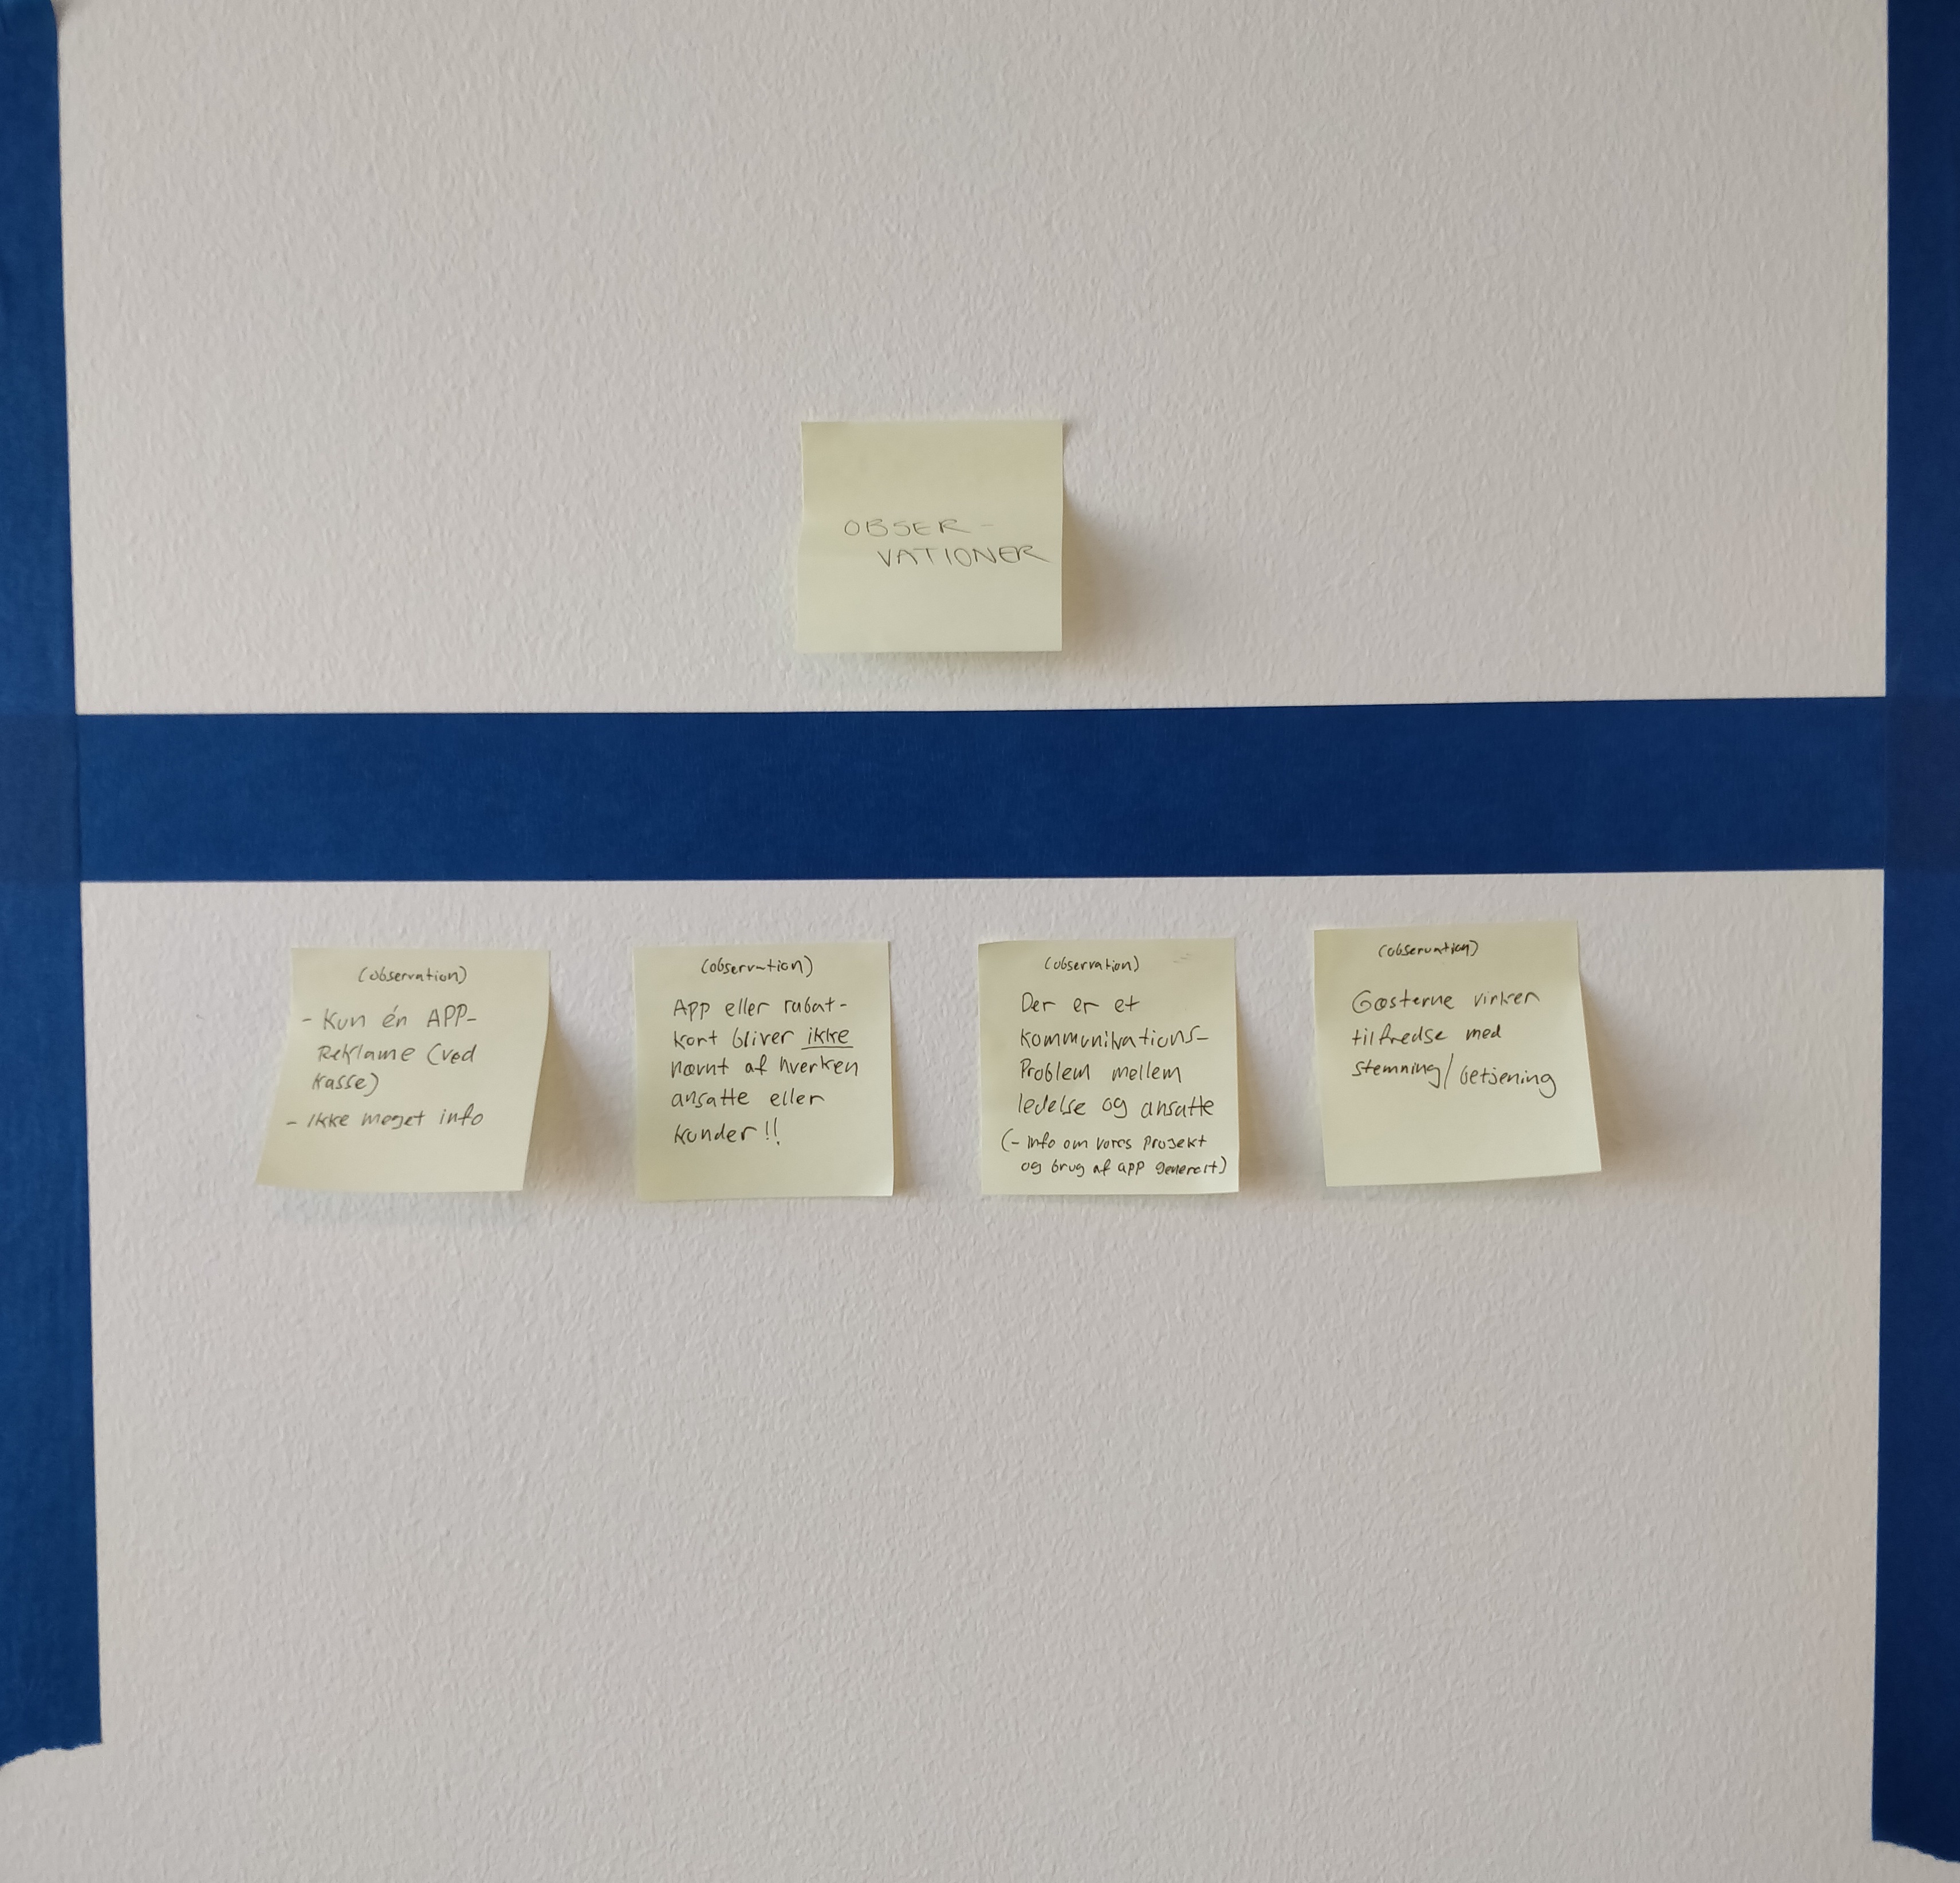 OBSER-
VATIONER
(observation)
- Kun én APP-
Reklame (ved
kasse)
- Ikke meget info
(observation)
App eller rabat-
kort bliver ikke
nævnt af hverken
ansatte eller
kunder!!
(observation)
Der er et
kommunikations-
Problem mellem
ledelse og ansatte
(- info om vores projekt
og brug af app generelt)
(observation)
Gæsterne virker
tilfredse med
stemning/betjening